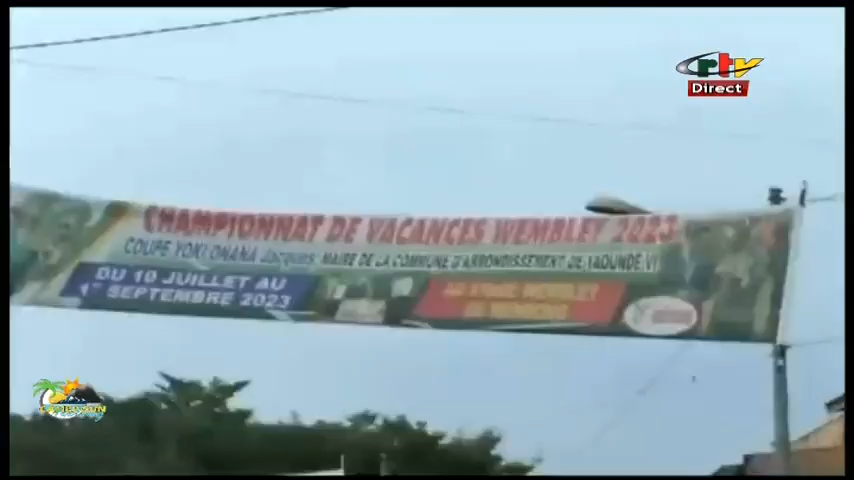 crtv
Direct
CHAMPIONNAT DE VACANCES WEMBLEY 2023
COUPE YOKI ONANA Jacques, MAIRE DE LA COMMUNE D'ARRONDISSEMENT DE YAOUNDE VI
DU 10 JUILLET AU
1er SEPTEMBRE 2023